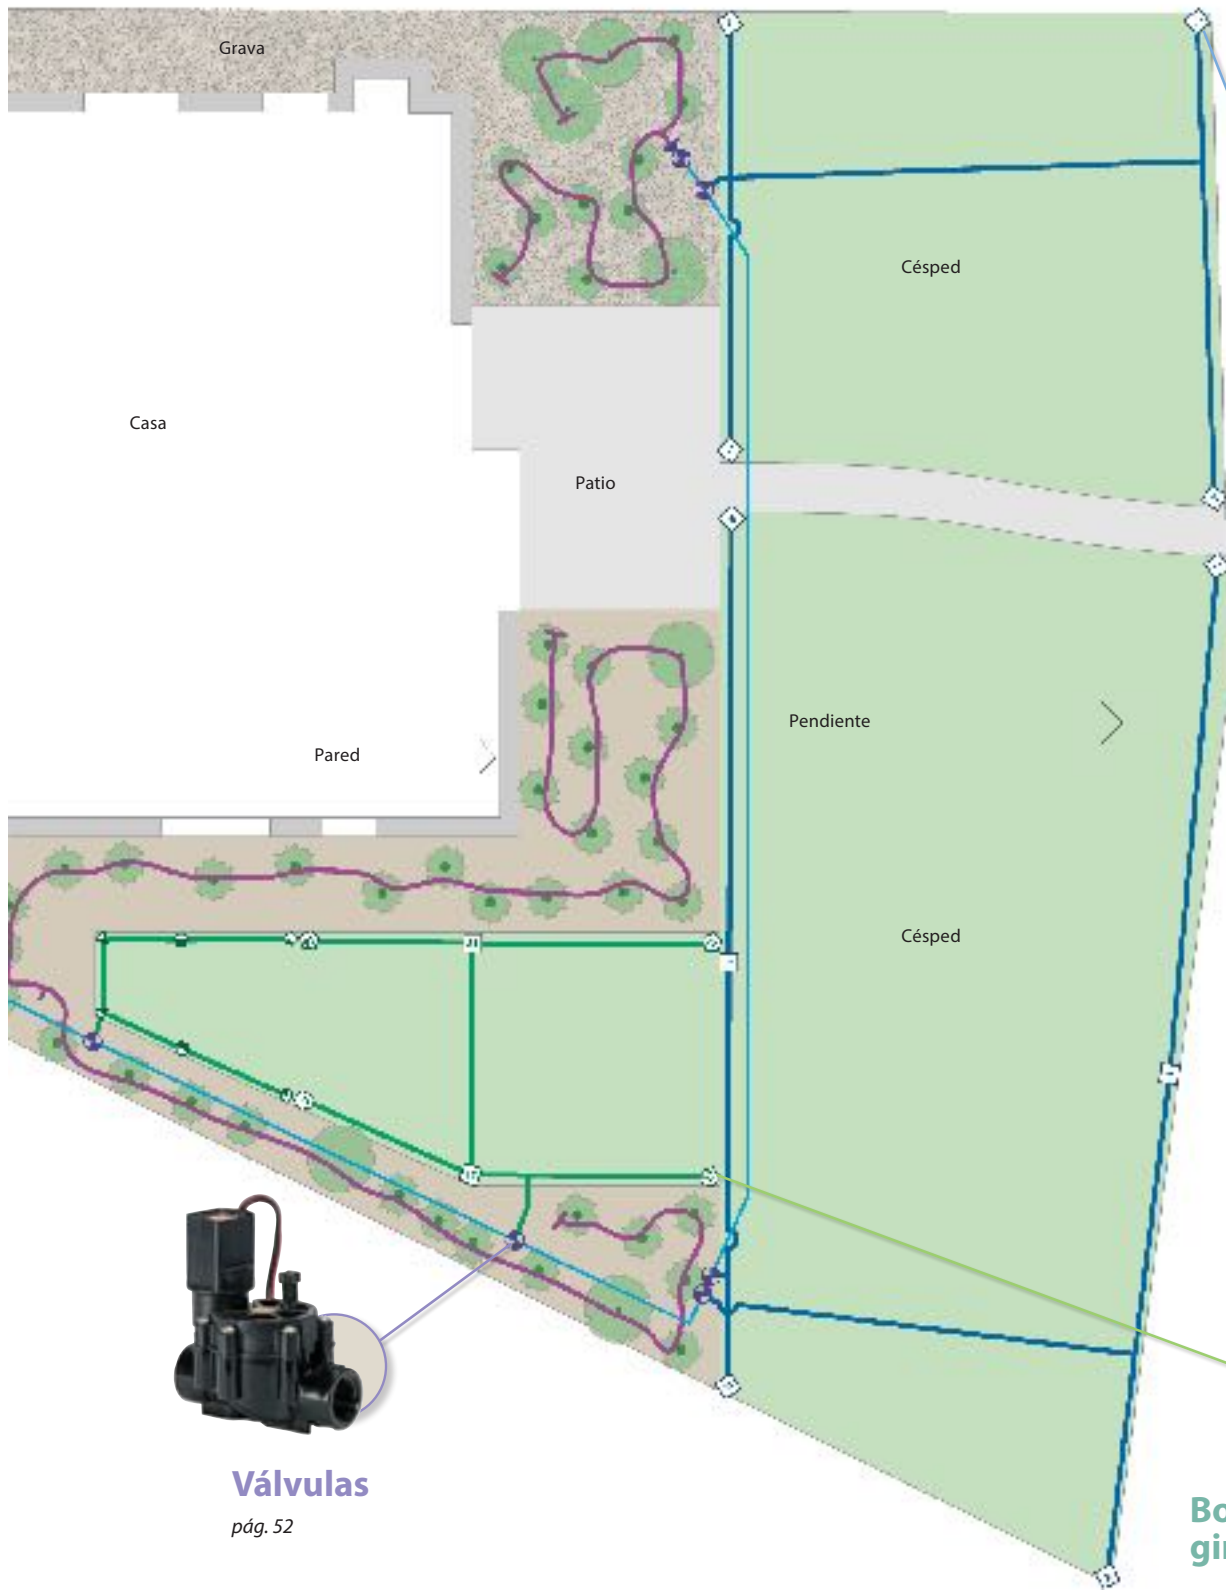 Grava
Césped
Casa
Patio
Pendiente
Pared
Césped
Válvulas
pág. 52